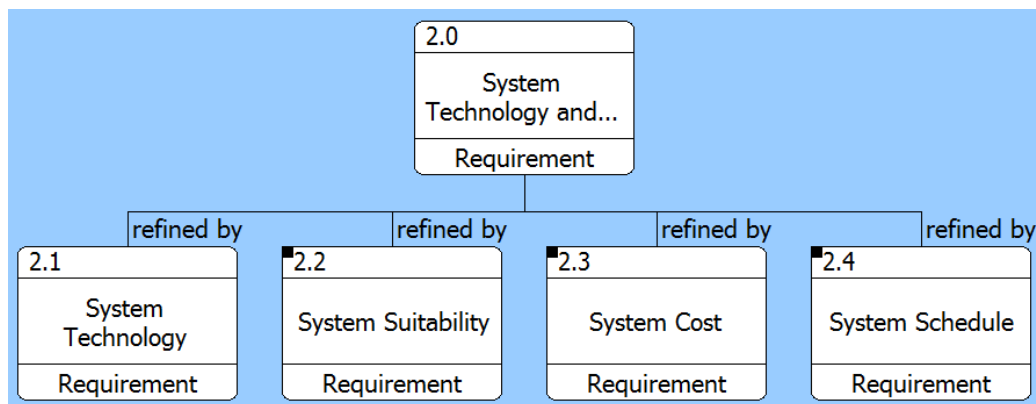 2.0
System
Technology and...
Requirement
refined by
refined by
refined by
refined by
2.1
System
Technology
Requirement
2.2
System Suitability
Requirement
2.3
System Cost
Requirement
2.4
System Schedule
Requirement